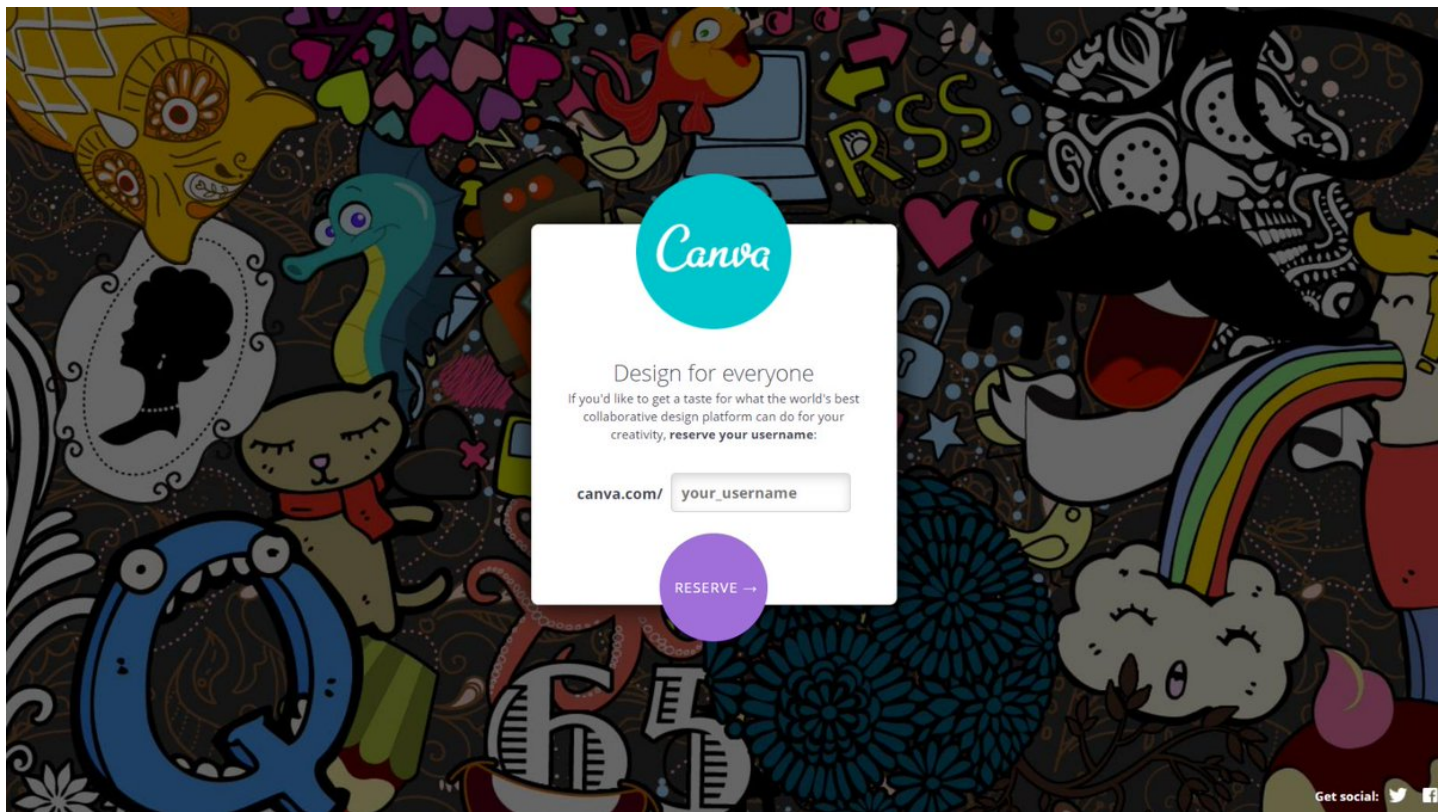 RSS
Canva
Design for everyone
If you'd like to get a taste for what the world's best
collaborative design platform can do for your
creativity, reserve your username:
canva.com/ your_username
RESERVE →
Q
65
Get social: